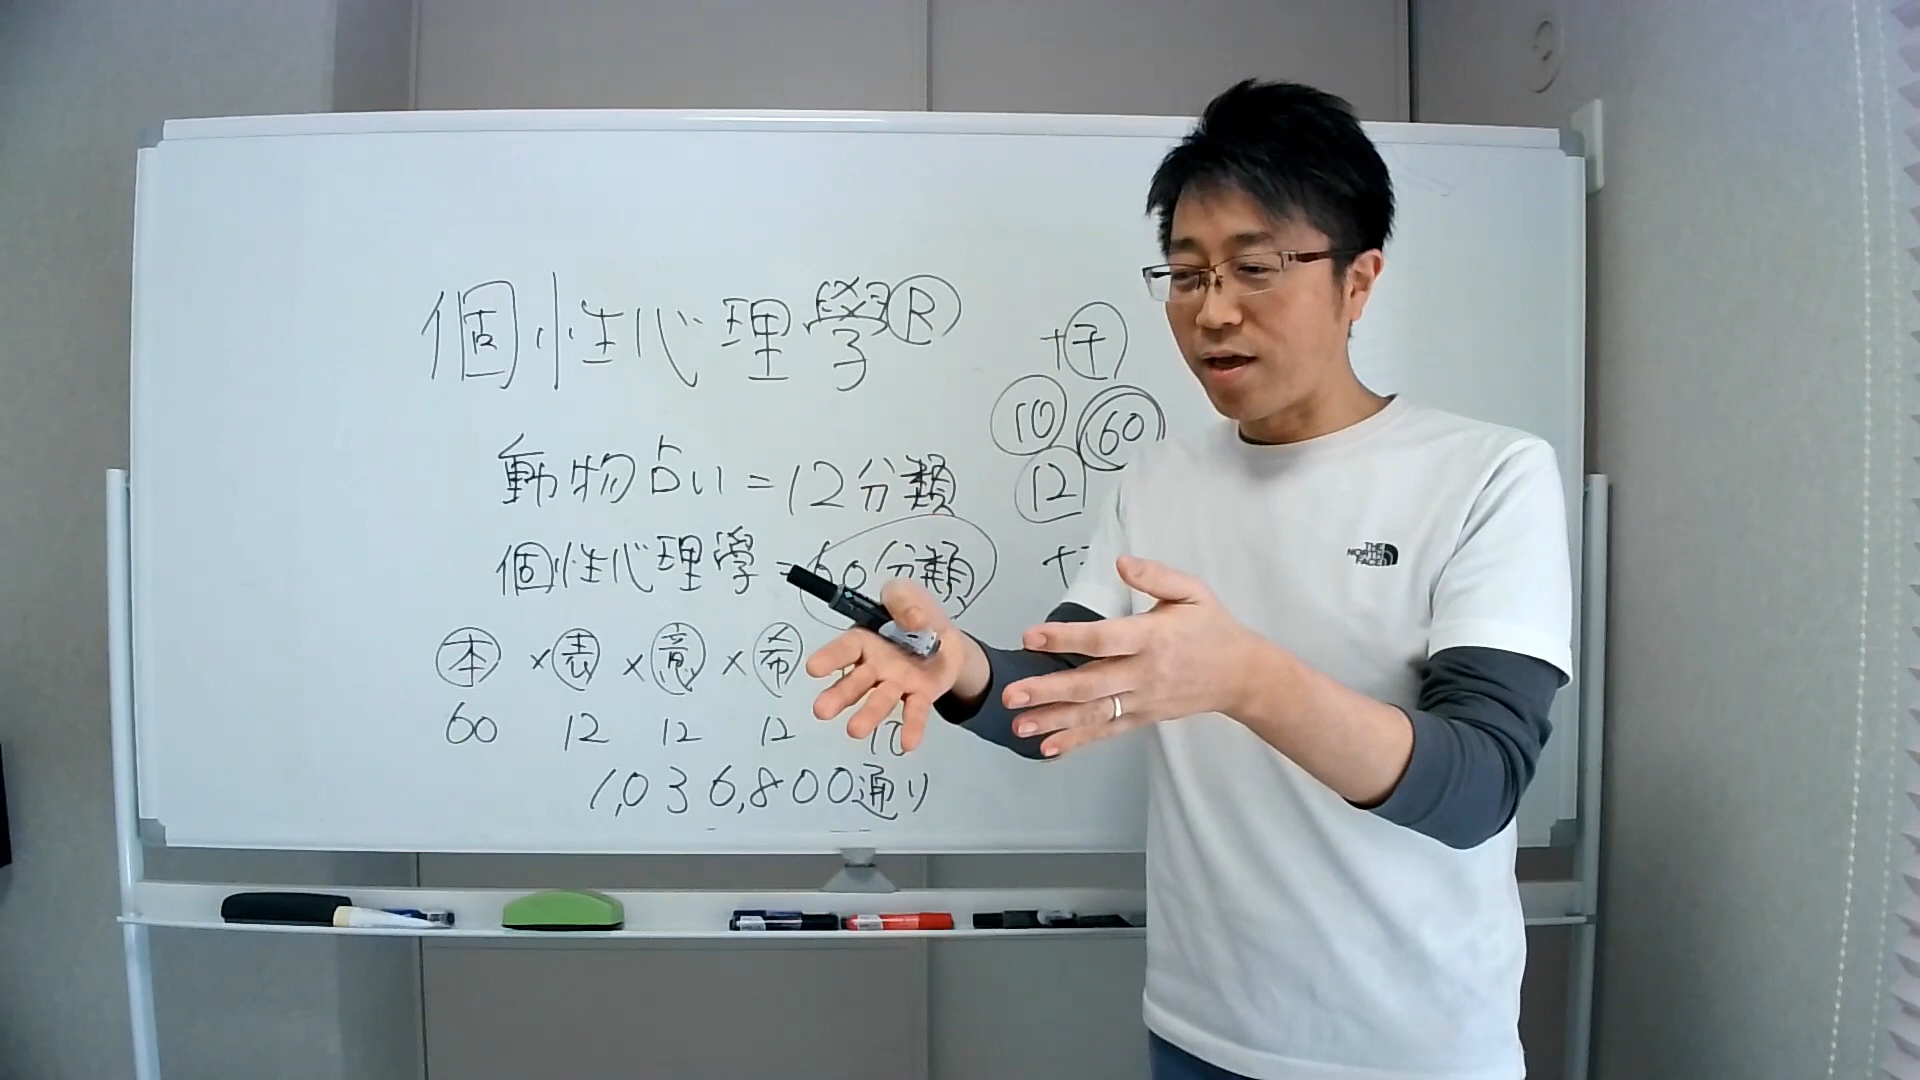 個性心理學®
動物占い=12分類
個性心理學=60分類
本×表×意×希
60 12 12 12 10
1,036,800通り
十干
10 60
12
十
THE NORTH FACE